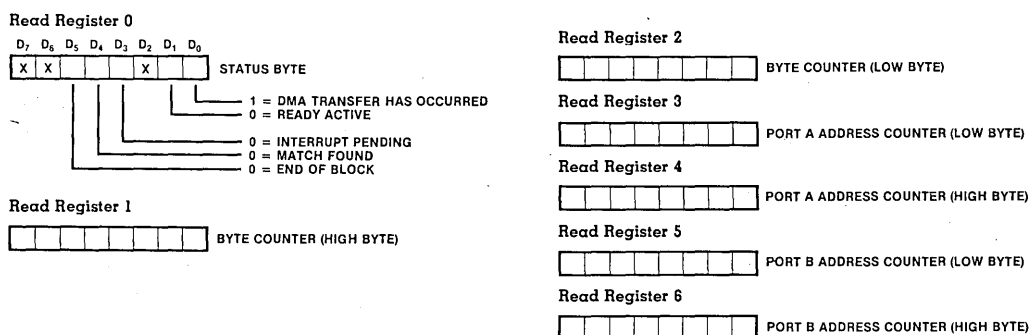 Read Register 0
D7 D6 D5 D4 D3 D2 D1 D0
X X X STATUS BYTE
1 = DMA TRANSFER HAS OCCURRED
0 = READY ACTIVE
0 = INTERRUPT PENDING
0 = MATCH FOUND
0 = END OF BLOCK
Read Register 1
BYTE COUNTER (HIGH BYTE)
Read Register 2
BYTE COUNTER (LOW BYTE)
Read Register 3
PORT A ADDRESS COUNTER (LOW BYTE)
Read Register 4
PORT A ADDRESS COUNTER (HIGH BYTE)
Read Register 5
PORT B ADDRESS COUNTER (LOW BYTE)
Read Register 6
PORT B ADDRESS COUNTER (HIGH BYTE)